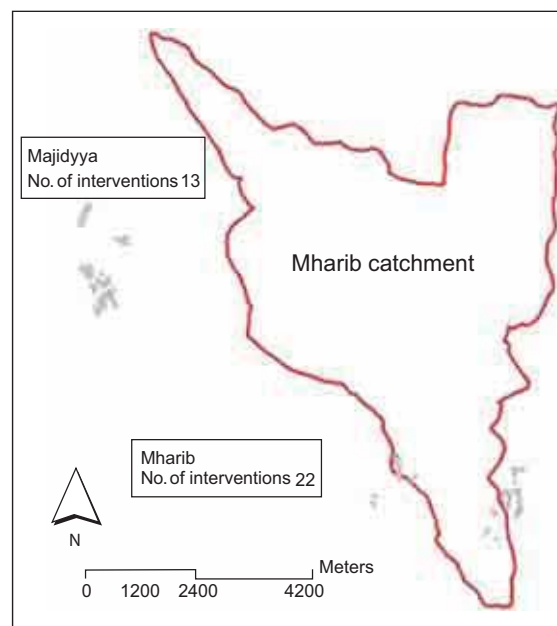 Majidyya
No. of interventions 13
Mharib catchment
Mharib
No. of interventions 22
N
Meters
0 1200 2400 4200